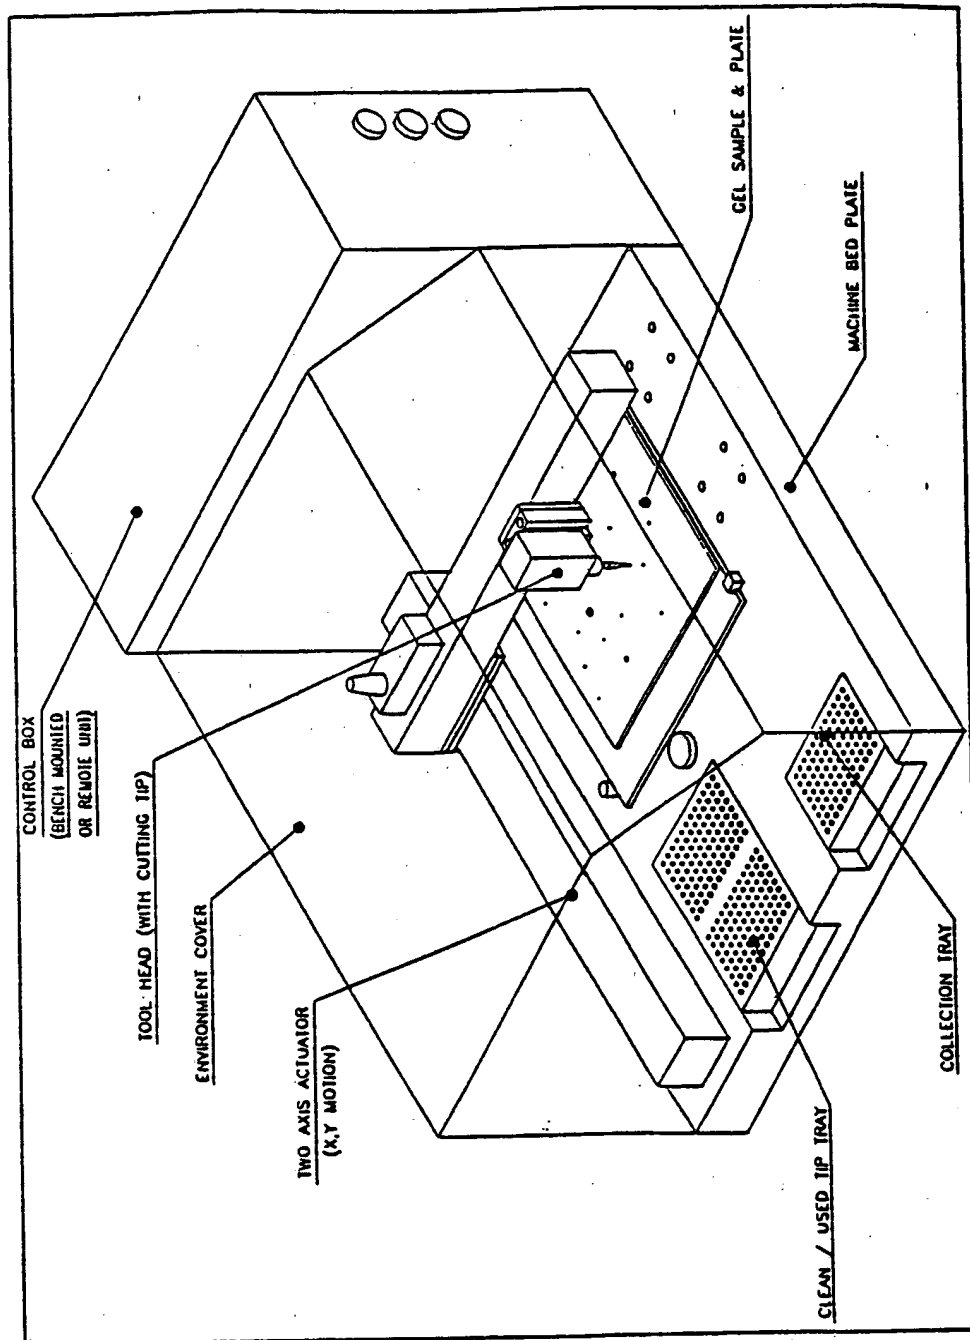 CONTROL BOX
(BENCH MOUNTED
OR REMOTE UNIT)
TOOL HEAD (WITH CUTTING TIP)
ENVIRONMENT COVER
TWO AXIS ACTUATOR
(X,Y MOTION)
CLEAN / USED TIP TRAY
COLLECTION TRAY
MACHINE BED PLATE
GEL SAMPLE & PLATE